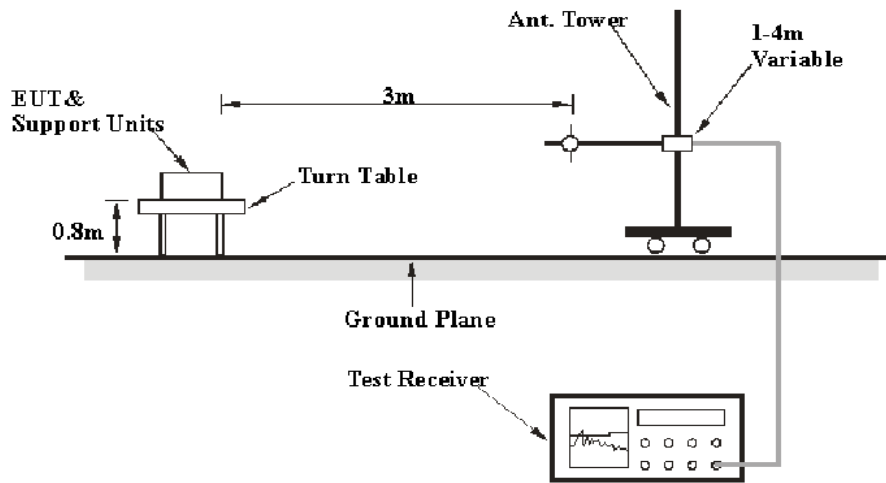 Ant. Tower
1-4m
Variable
3m
EUT&
Support Units
Turn Table
0.8m
Ground Plane
Test Receiver